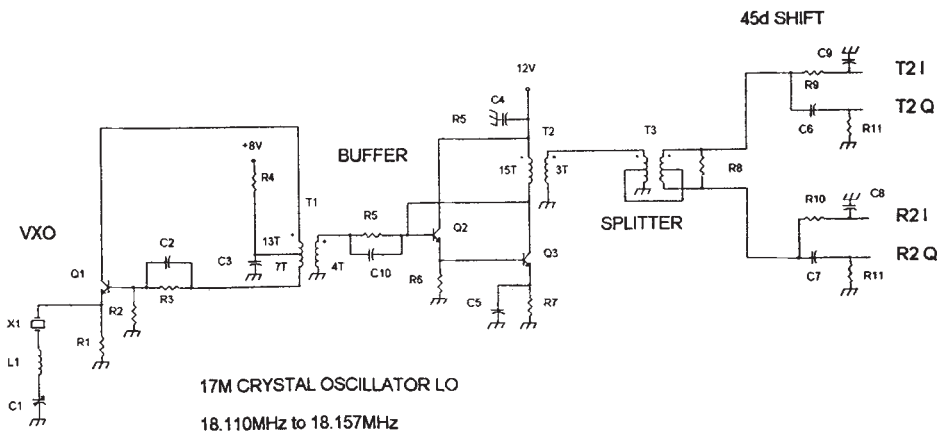 45d SHIFT
C9
T2 I
R9
12V
C4
R5
T2 Q
C6
R11
T2
T3
+8V
BUFFER
R4
15T
3T
R8
T1
SPLITTER
C8
R10
R2 I
VXO
R5
Q2
C2
13T
C3
7T
4T
C10
Q3
R2 Q
Q1
R6
C7
R11
R3
R2
C5
R7
X1
R1
L1
C1
17M CRYSTAL OSCILLATOR LO
18.110MHz to 18.157MHz